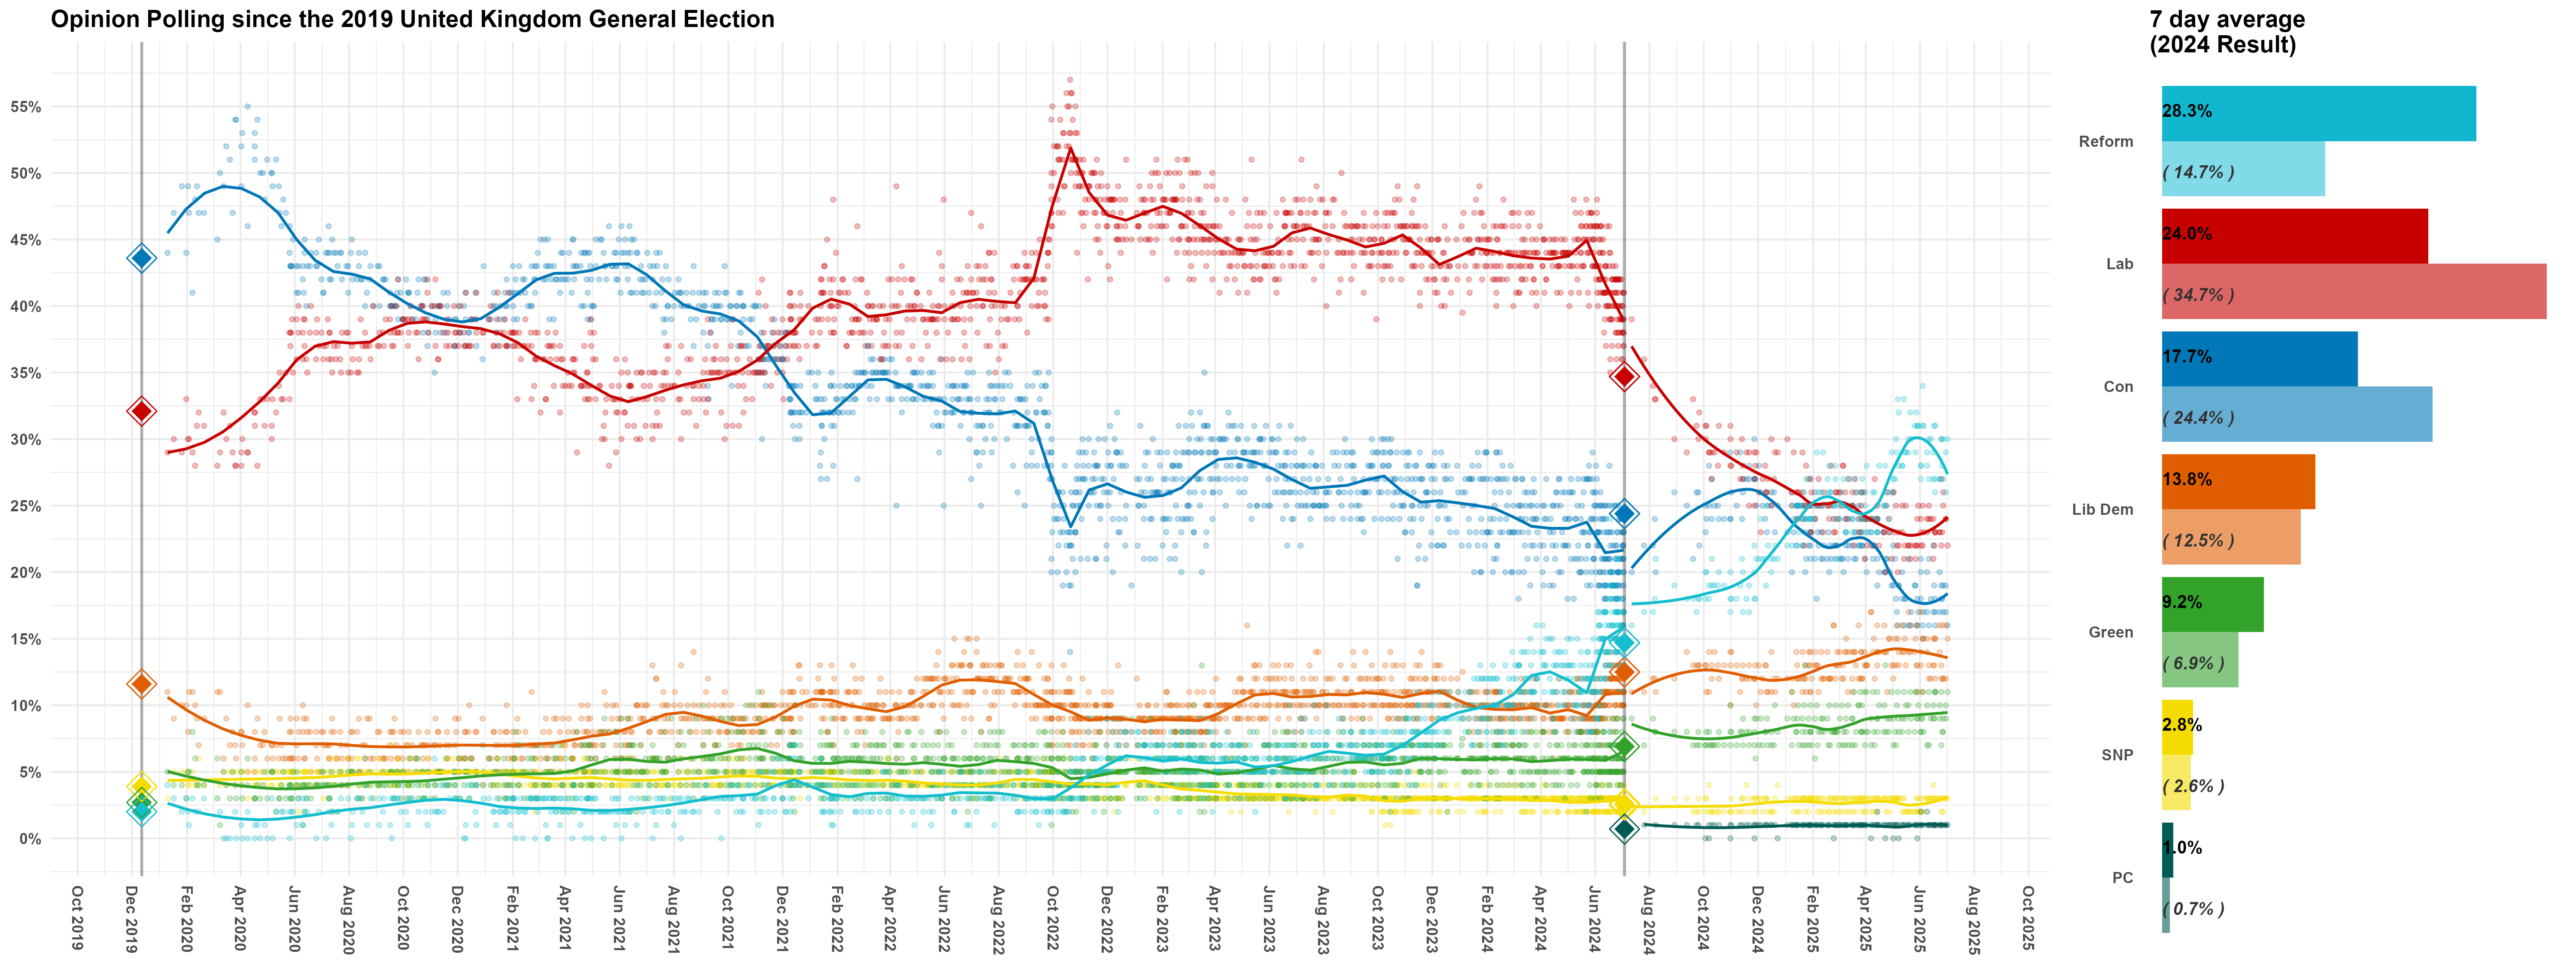 Opinion Polling since the 2019 United Kingdom General Election
7 day average
(2024 Result)
55%
50%
45%
40%
35%
30%
25%
20%
15%
10%
5%
0%
Oct 2019
Dec 2019
Feb 2020
Apr 2020
Jun 2020
Aug 2020
Oct 2020
Dec 2020
Feb 2021
Apr 2021
Jun 2021
Aug 2021
Oct 2021
Dec 2021
Feb 2022
Apr 2022
Jun 2022
Aug 2022
Oct 2022
Dec 2022
Feb 2023
Apr 2023
Jun 2023
Aug 2023
Oct 2023
Dec 2023
Feb 2024
Apr 2024
Jun 2024
Aug 2024
Oct 2024
Dec 2024
Feb 2025
Apr 2025
Jun 2025
Aug 2025
Oct 2025
Reform
28.3%
( 14.7% )
Lab
24.0%
( 34.7% )
Con
17.7%
( 24.4% )
Lib Dem
13.8%
( 12.5% )
Green
9.2%
( 6.9% )
SNP
2.8%
( 2.6% )
PC
1.0%
( 0.7% )